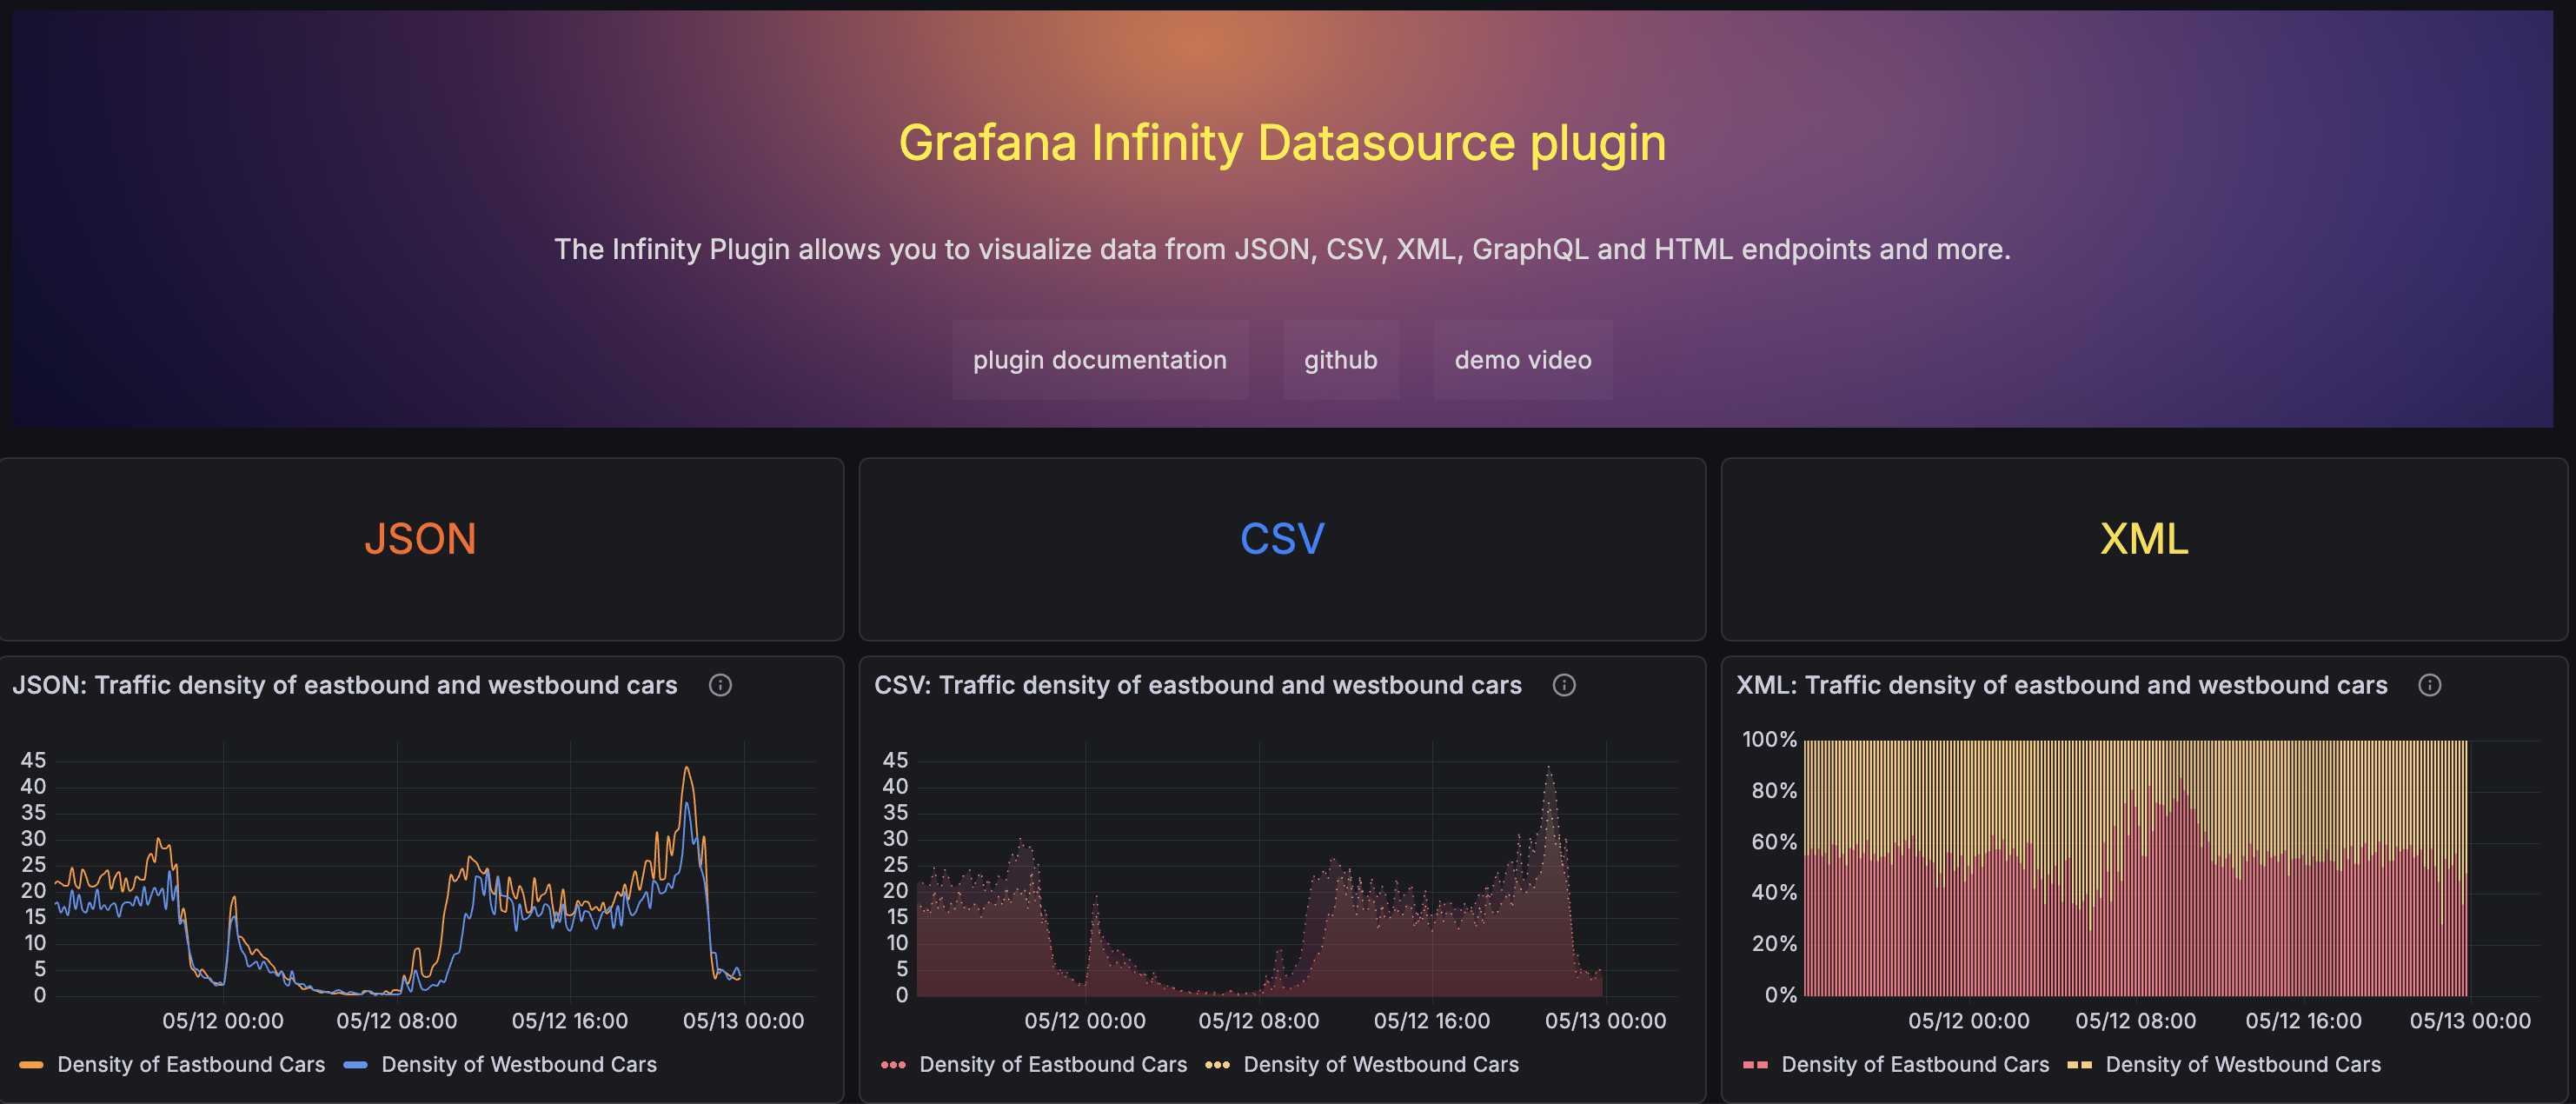 Grafana Infinity Datasource plugin
The Infinity Plugin allows you to visualize data from JSON, CSV, XML, GraphQL and HTML endpoints and more.
plugin documentation
github
demo video
JSON
CSV
XML
JSON: Traffic density of eastbound and westbound cars
45
40
35
30
25
20
15
10
5
0
05/12 00:00 05/12 08:00 05/12 16:00 05/13 00:00
Density of Eastbound Cars Density of Westbound Cars
CSV: Traffic density of eastbound and westbound cars
45
40
35
30
25
20
15
10
5
0
05/12 00:00 05/12 08:00 05/12 16:00 05/13 00:00
Density of Eastbound Cars Density of Westbound Cars
XML: Traffic density of eastbound and westbound cars
100%
80%
60%
40%
20%
0%
05/12 00:00 05/12 08:00 05/12 16:00 05/13 00:00
Density of Eastbound Cars Density of Westbound Cars